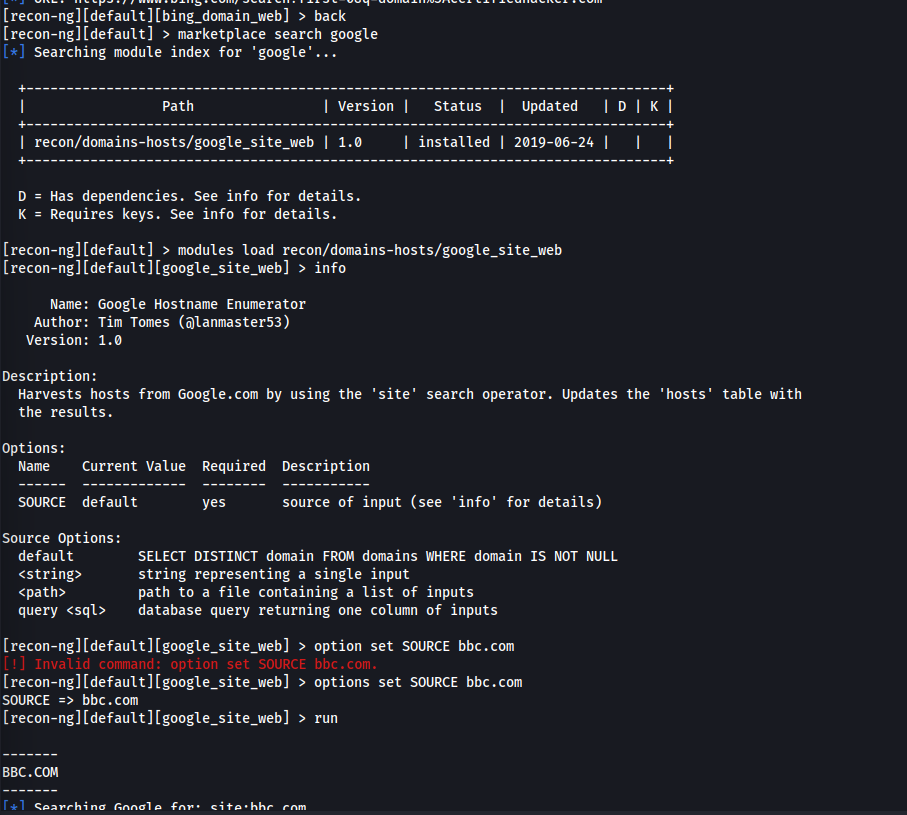 [*] URL: https://www.bing.com/search?first=0&q=domain%3Acertifiedhacker.com
[recon-ng][default][bing_domain_web] > back
[recon-ng][default] > marketplace search google
[*] Searching module index for 'google'...
+---------------------------------------------------------------------------------+
| Path | Version | Status | Updated | D | K |
+---------------------------------------------------------------------------------+
| recon/domains-hosts/google_site_web | 1.0 | installed | 2019-06-24 | | |
+---------------------------------------------------------------------------------+
D = Has dependencies. See info for details.
K = Requires keys. See info for details.
[recon-ng][default] > modules load recon/domains-hosts/google_site_web
[recon-ng][default][google_site_web] > info
Name: Google Hostname Enumerator
Author: Tim Tomes (@lanmaster53)
Version: 1.0
Description:
Harvests hosts from Google.com by using the 'site' search operator. Updates the 'hosts' table with
the results.
Options:
Name Current Value Required Description
------ ------------- -------- -----------
SOURCE default yes source of input (see 'info' for details)
Source Options:
default SELECT DISTINCT domain FROM domains WHERE domain IS NOT NULL
<string> string representing a single input
<path> path to a file containing a list of inputs
query <sql> database query returning one column of inputs
[recon-ng][default][google_site_web] > option set SOURCE bbc.com
[!] Invalid command: option set SOURCE bbc.com.
[recon-ng][default][google_site_web] > options set SOURCE bbc.com
SOURCE => bbc.com
[recon-ng][default][google_site_web] > run
-------
BBC.COM
-------
[*] Searching Google for: site:bbc.com